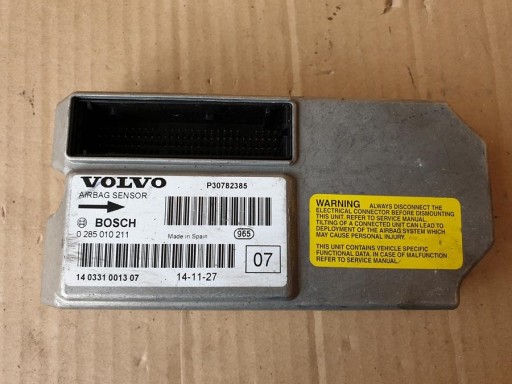 VOLVO
P30782385
AIRBAG SENSOR
BOSCH
0 285 010 211
Made in Spain
965
07
14 0331 0013 07
14-11-27
WARNING ALWAYS DISCONNECT THE
ELECTRICAL CONNECTOR BEFORE DISMOUNTING
THIS UNIT. REFER TO SERVICE MANUAL.
TILTING OF A CONNECTED UNIT CAN LEAD TO
DEPLOYMENT OF THE AIRBAG SYSTEM WHICH
MAY CAUSE PERSONAL INJURY.
THIS UNIT CONTAINS VEHICLE SPECIFIC
FUNCTIONAL DATA. IN CASE OF MALFUNCTION
REFER TO SERVICE MANUAL.